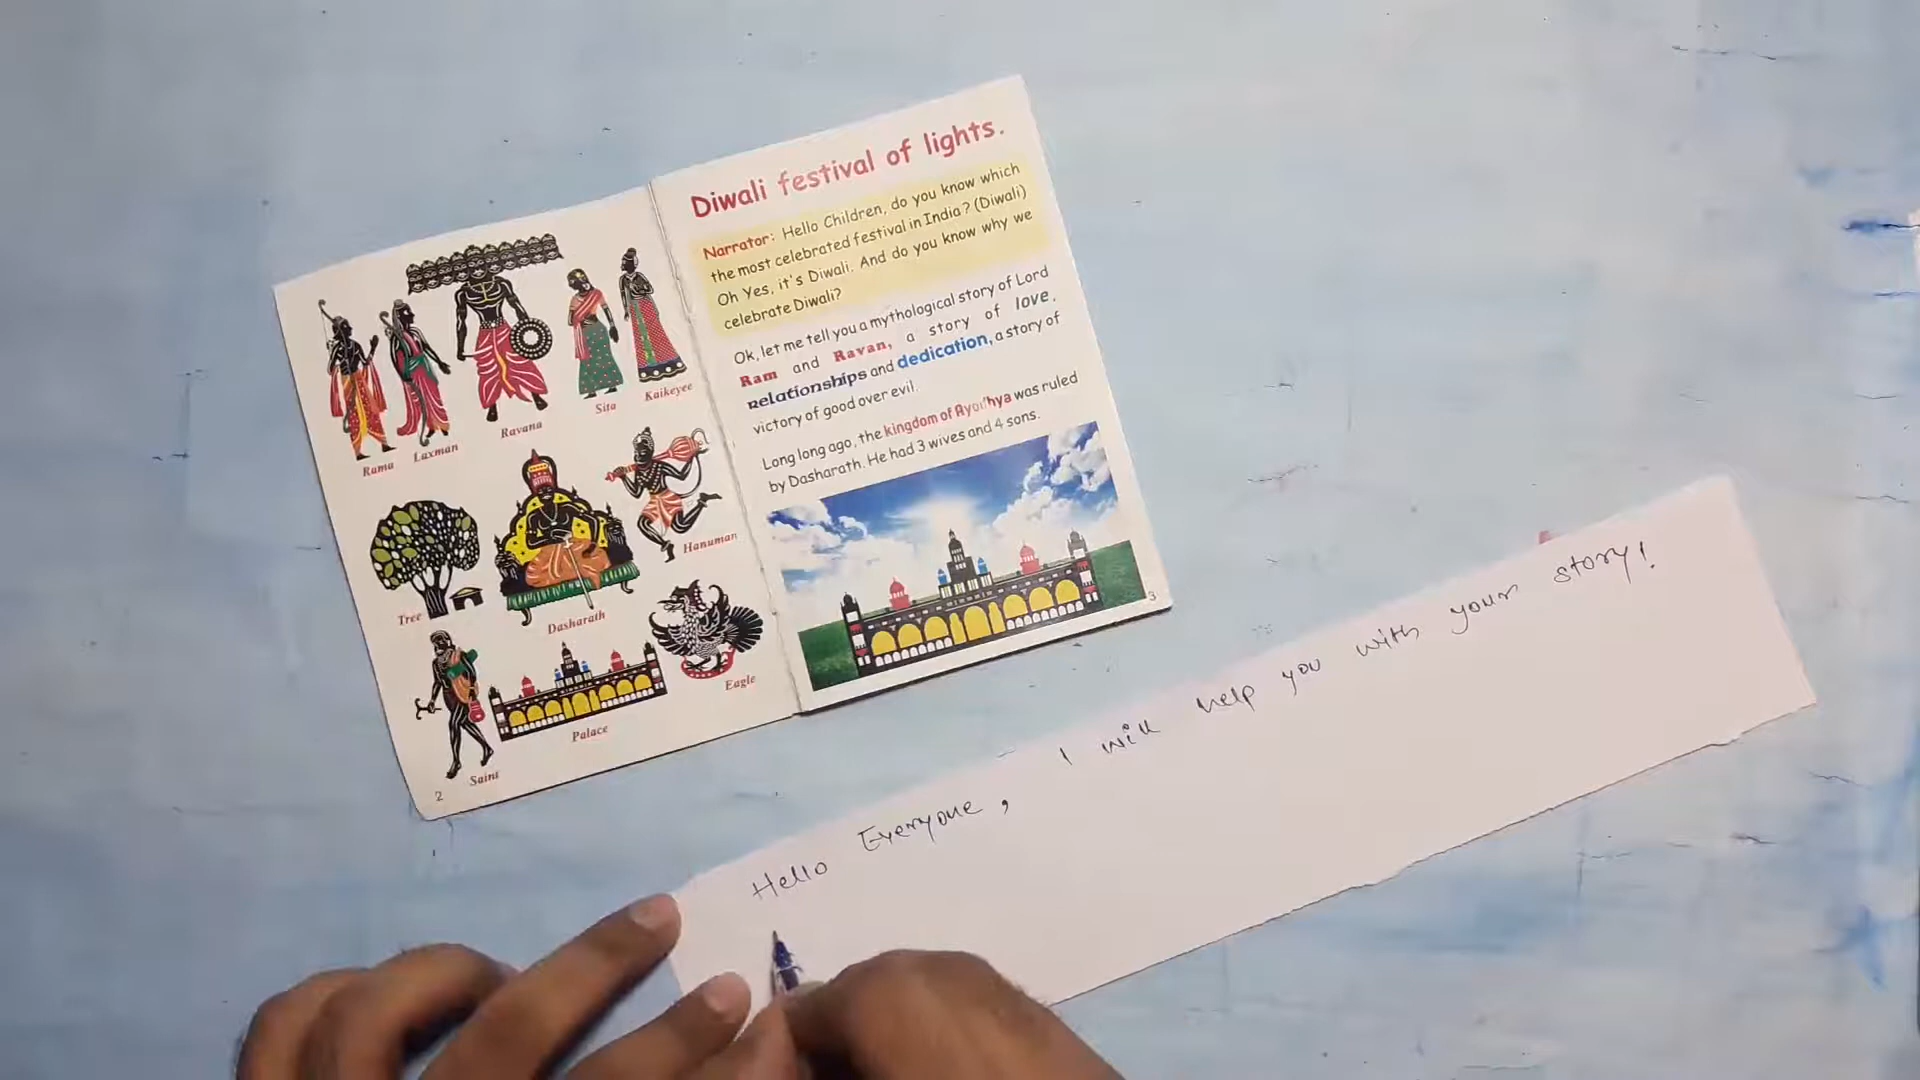 Rama
Laxman
Ravana
Sita
Kaikeyee
Tree
Dasharath
Hanuman
Saint
Palace
Eagle
2
Diwali festival of lights.
Narrator: Hello Children, do you know which
the most celebrated festival in India? (Diwali)
Oh Yes, it's Diwali. And do you know why we
celebrate Diwali?
Ok, let me tell you a mythological story of Lord
Ram and Ravan, a story of love,
relationships and dedication, a story of
victory of good over evil.
Long long ago, the kingdom of Ayodhya was ruled
by Dasharath. He had 3 wives and 4 sons.
3
Hello Everyone, I will help you with your story!